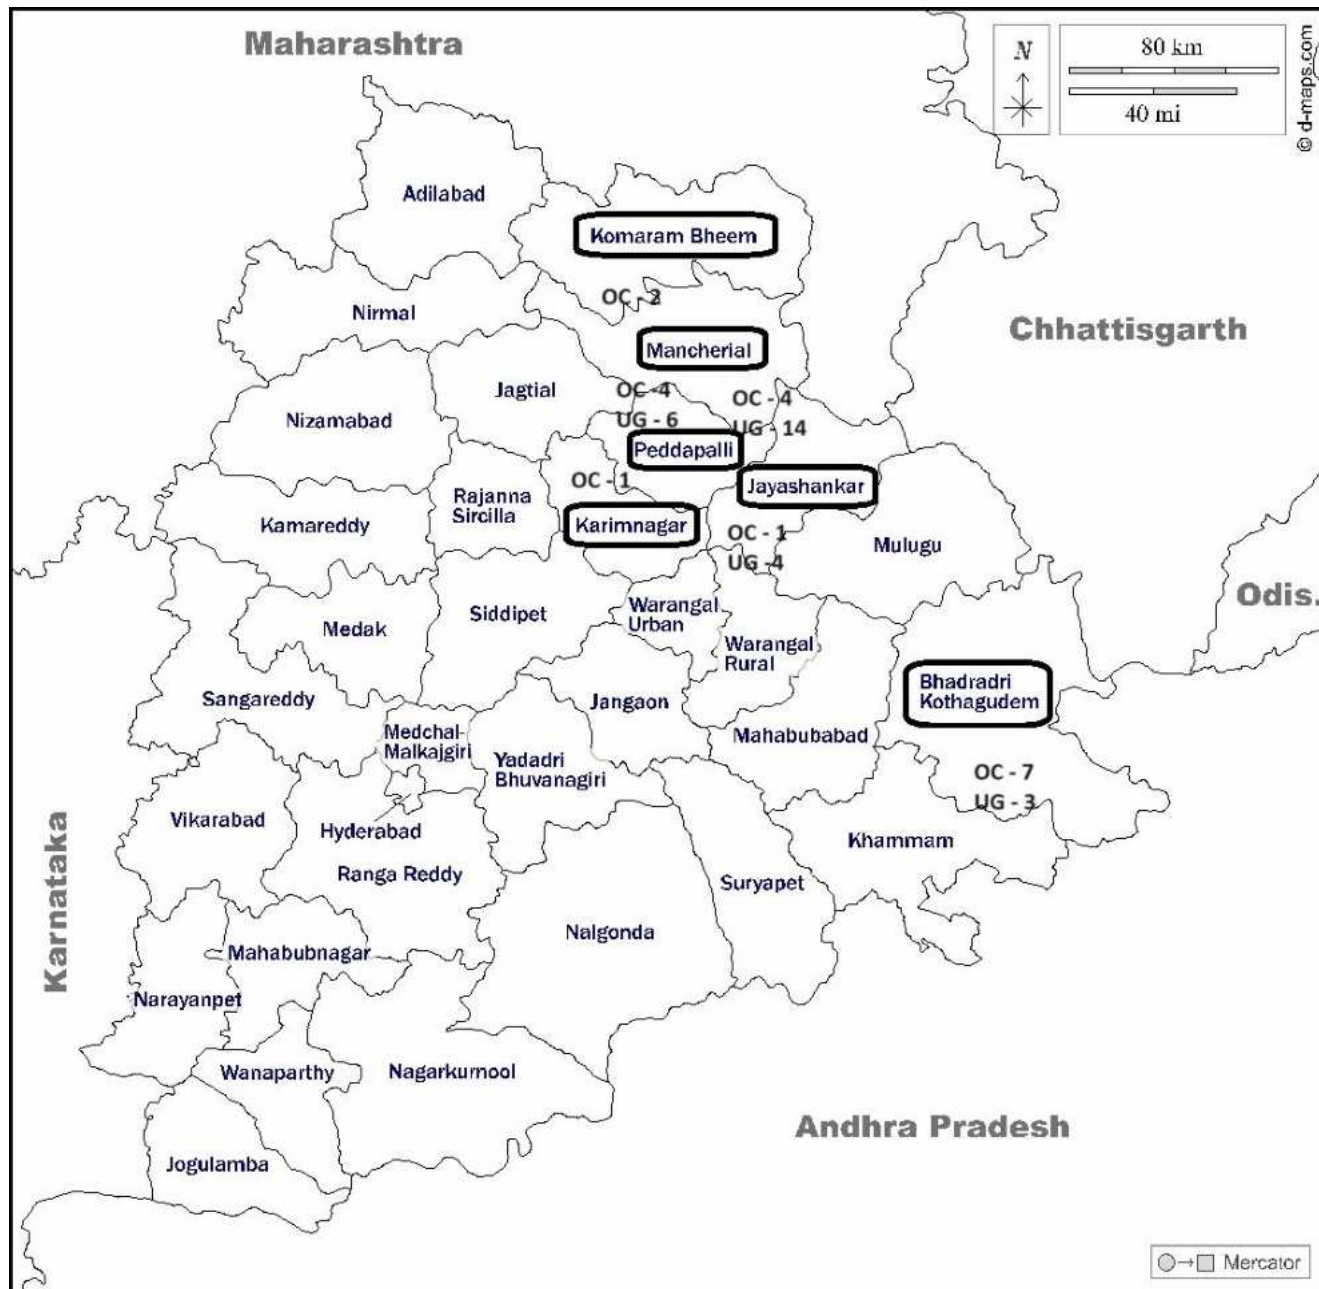 Maharashtra
N
80 km
40 mi
© d-maps.com
Adilabad
Komaram Bheem
OC - 2
Nirmal
Chhattisgarth
Mancherial
Jagtial
OC -4
UG - 6
OC - 4
UG - 14
Nizamabad
Peddapalli
OC - 1
Jayashankar
Rajanna
Sircilla
Kamareddy
Karimnagar
OC - 1
UG -4
Mulugu
Odis.
Siddipet
Warangal
Urban
Medak
Warangal
Rural
Bhadradri
Kothagudem
Sangareddy
Jangaon
Mahabubabad
Medchal-
Malkajgiri
Yadadri
Bhuvanagiri
OC - 7
UG - 3
Vikarabad
Hyderabad
Khammam
Karnataka
Ranga Reddy
Suryapet
Nalgonda
Mahabubnagar
Narayanpet
Wanaparthy
Nagarkurnool
Andhra Pradesh
Jogulamba
Mercator